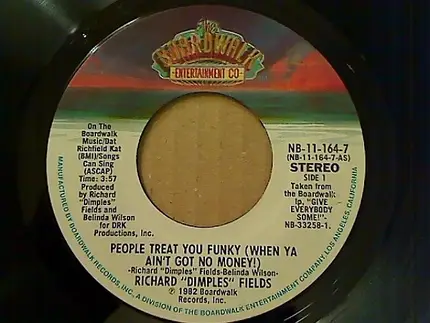 The
BOARDWALK
ENTERTAINMENT CO
On The
Boardwalk
Music/Dat
Richfield Kat
(BMI)/Songs
Can Sing
(ASCAP)
Time: 3:57
Produced
by Richard
"Dimples"
Fields and
Belinda Wilson
for DRK
Productions, Inc.
NB-11-164-7
(NB-11-164-7-AS)
STEREO
SIDE 1
Taken from
the Boardwalk
lp, "GIVE
EVERYBODY
SOME!"-
NB-33258-1.
PEOPLE TREAT YOU FUNKY (WHEN YA
AIN'T GOT NO MONEY!)
-Richard "Dimples" Fields-Belinda Wilson-
RICHARD "DIMPLES" FIELDS
℗ 1982 Boardwalk
Records, Inc.
MANUFACTURED BY BOARDWALK RECORDS, INC., A DIVISION OF THE BOARDWALK ENTERTAINMENT COMPANY, LOS ANGELES, CALIFORNIA